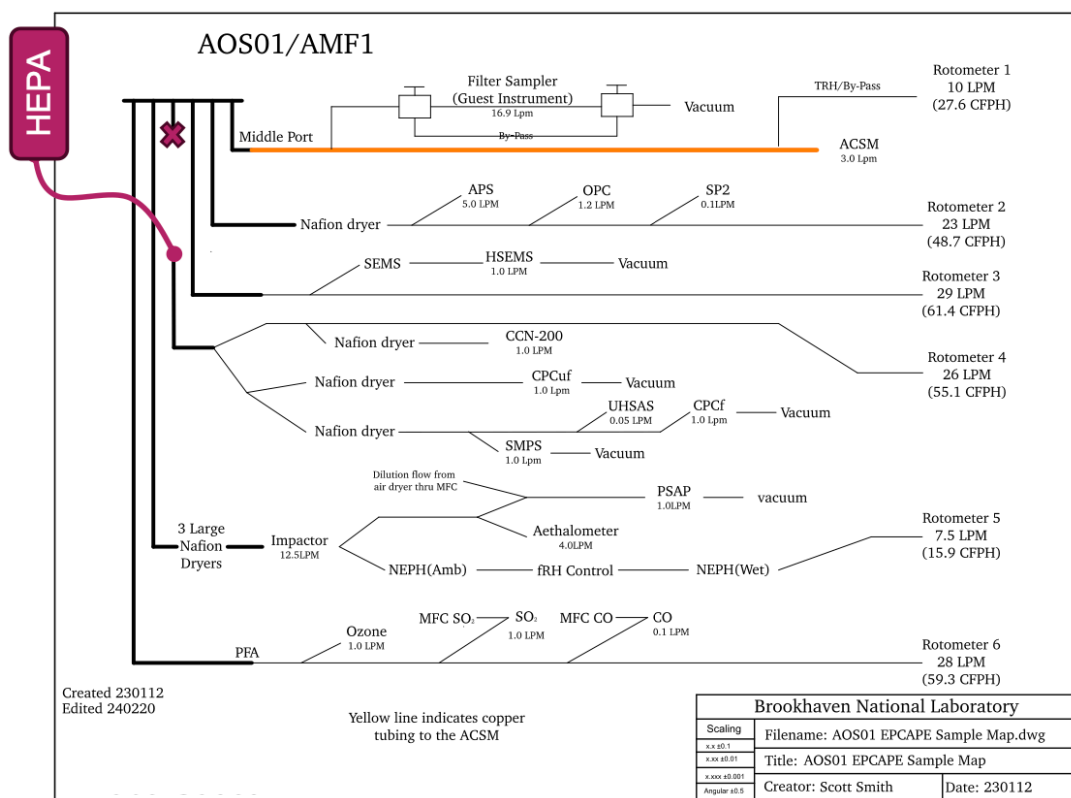 HEPA
AOS01/AMF1
Filter Sampler
(Guest Instrument)
16.9 Lpm
Vacuum
By-Pass
TRH/By-Pass
Rotometer 1
10 LPM
(27.6 CFPH)
Middle Port
ACSM
3.0 Lpm
APS
5.0 LPM
OPC
1.2 LPM
SP2
0.1LPM
Nafion dryer
Rotometer 2
23 LPM
(48.7 CFPH)
SEMS
HSEMS
1.0 LPM
Vacuum
Rotometer 3
29 LPM
(61.4 CFPH)
Nafion dryer
CCN-200
1.0 LPM
Rotometer 4
26 LPM
(55.1 CFPH)
Nafion dryer
CPCuf
1.0 Lpm
Vacuum
UHSAS
0.05 LPM
CPCf
1.0 Lpm
Vacuum
Nafion dryer
SMPS
1.0 Lpm
Vacuum
Dilution flow from
air dryer thru MFC
PSAP
1.0LPM
vacuum
3 Large
Nafion
Dryers
Impactor
12.5LPM
Aethalometer
4.0LPM
Rotometer 5
7.5 LPM
(15.9 CFPH)
NEPH(Amb)
fRH Control
NEPH(Wet)
MFC SO₂
SO₂
1.0 LPM
MFC CO
CO
0.1 LPM
Ozone
1.0 LPM
PFA
Rotometer 6
28 LPM
(59.3 CFPH)
Created 230112
Edited 240220
Yellow line indicates copper
tubing to the ACSM
Brookhaven National Laboratory
Scaling
x.x ±0.1
x.xx ±0.01
x.xxx ±0.001
Angular ±0.5
Filename: AOS01 EPCAPE Sample Map.dwg
Title: AOS01 EPCAPE Sample Map
Creator: Scott Smith
Date: 230112